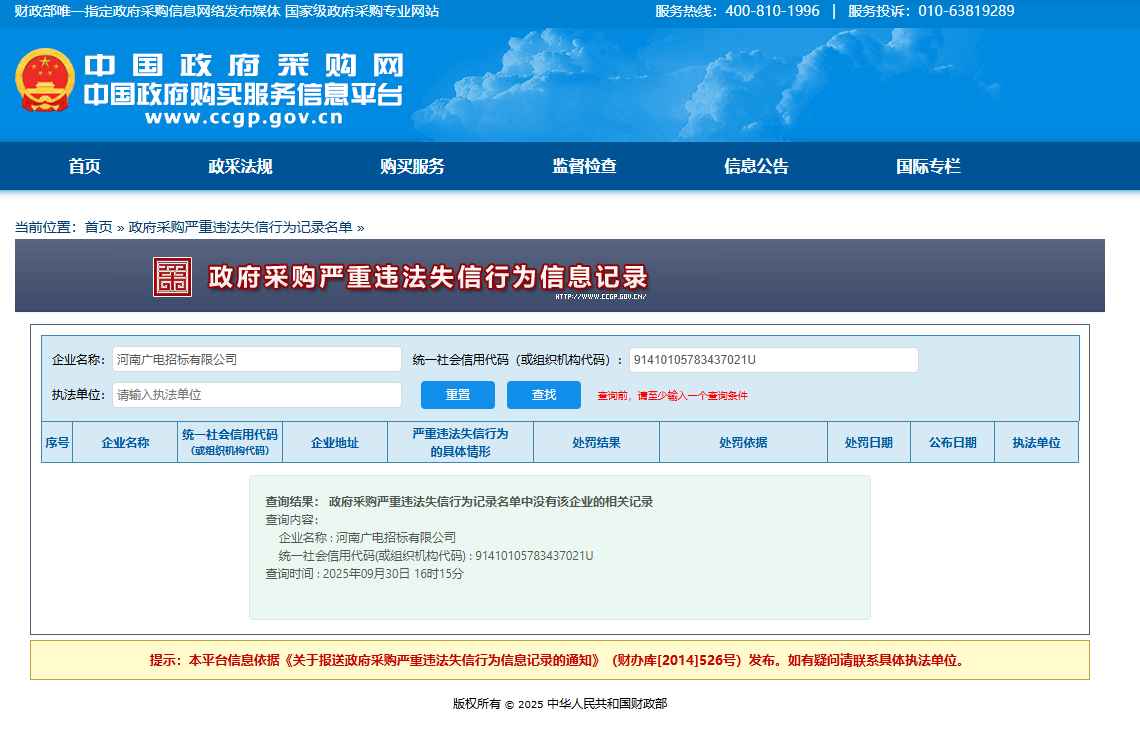 财政部唯一指定政府采购信息网络发布媒体 国家级政府采购专业网站
服务热线：400-810-1996 | 服务投诉：010-63819289
中国政府采购网
中国政府购买服务信息平台
www.ccgp.gov.cn
首页 政采法规 购买服务 监督检查 信息公告 国际专栏
当前位置：首页 » 政府采购严重违法失信行为记录名单 »
政府采购严重违法失信行为信息记录
HTTP://WWW.CCGP.GOV.CN/
企业名称： 河南广电招标有限公司 统一社会信用代码（或组织机构代码）： 91410105783437021U
执法单位： 请输入执法单位 重置 查找 查询前，请至少输入一个查询条件
序号 企业名称 统一社会信用代码 （或组织机构代码） 企业地址 严重违法失信行为 的具体情形 处罚结果 处罚依据 处罚日期 公布日期 执法单位
查询结果： 政府采购严重违法失信行为记录名单中没有该企业的相关记录
查询内容：
企业名称 : 河南广电招标有限公司
统一社会信用代码(或组织机构代码) : 91410105783437021U
查询时间 : 2025年09月30日 16时15分
提示：本平台信息依据《关于报送政府采购严重违法失信行为信息记录的通知》（财办库[2014]526号）发布。如有疑问请联系具体执法单位。
版权所有 © 2025 中华人民共和国财政部